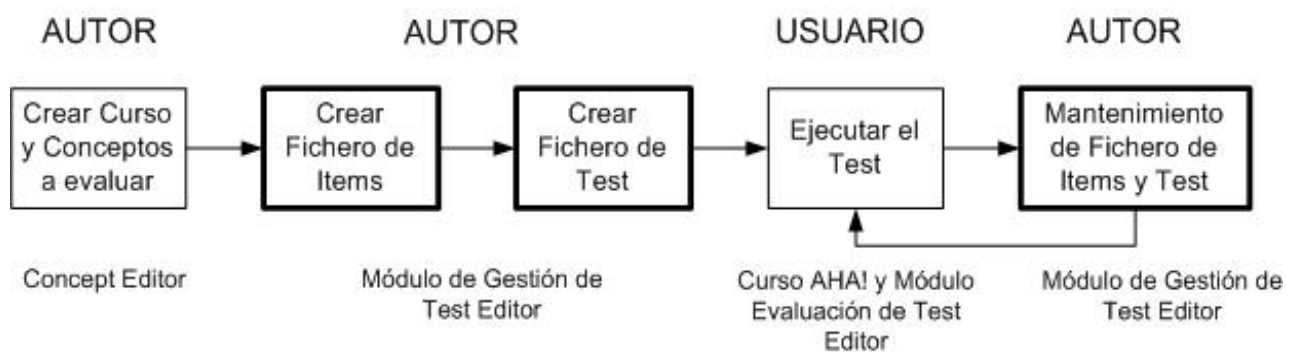 AUTOR
AUTOR
USUARIO
AUTOR
Crear Curso
y Conceptos
a evaluar
Crear
Fichero de
Items
Crear
Fichero de
Test
Ejecutar el
Test
Mantenimiento
de Fichero de
Items y Test
Concept Editor
Módulo de Gestión de
Test Editor
Curso AHA! y Módulo
Evaluación de Test
Editor
Módulo de Gestión de
Test Editor